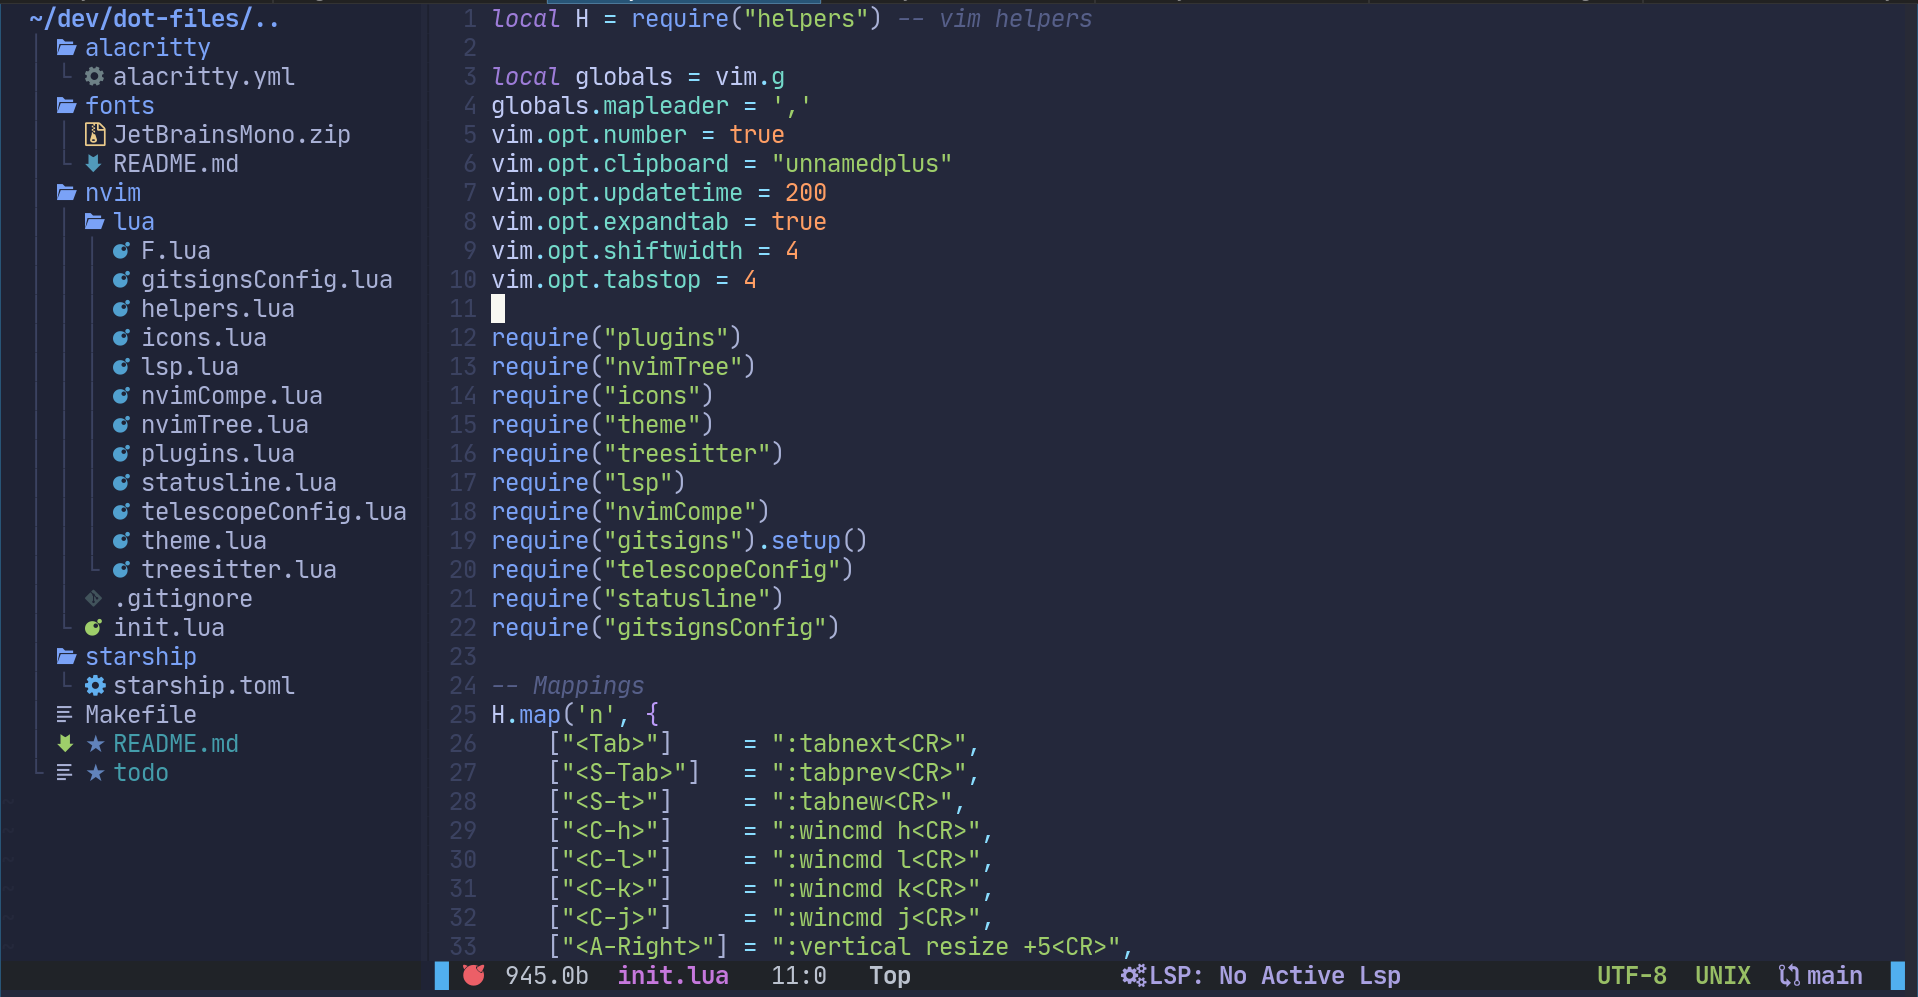 ~/dev/dot-files/..
alacritty
alacritty.yml
fonts
JetBrainsMono.zip
README.md
nvim
lua
F.lua
gitsignsConfig.lua
helpers.lua
icons.lua
lsp.lua
nvimCompe.lua
nvimTree.lua
plugins.lua
statusline.lua
telescopeConfig.lua
theme.lua
treesitter.lua
.gitignore
init.lua
starship
starship.toml
Makefile
★ README.md
★ todo
1 local H = require("helpers") -- vim helpers
2
3 local globals = vim.g
4 globals.mapleader = ','
5 vim.opt.number = true
6 vim.opt.clipboard = "unnamedplus"
7 vim.opt.updatetime = 200
8 vim.opt.expandtab = true
9 vim.opt.shiftwidth = 4
10 vim.opt.tabstop = 4
11
12 require("plugins")
13 require("nvimTree")
14 require("icons")
15 require("theme")
16 require("treesitter")
17 require("lsp")
18 require("nvimCompe")
19 require("gitsigns").setup()
20 require("telescopeConfig")
21 require("statusline")
22 require("gitsignsConfig")
23
24 -- Mappings
25 H.map('n', {
26 ["<Tab>"] = ":tabnext<CR>",
27 ["<S-Tab>"] = ":tabprev<CR>",
28 ["<S-t>"] = ":tabnew<CR>",
29 ["<C-h>"] = ":wincmd h<CR>",
30 ["<C-l>"] = ":wincmd l<CR>",
31 ["<C-k>"] = ":wincmd k<CR>",
32 ["<C-j>"] = ":wincmd j<CR>",
33 ["<A-Right>"] = ":vertical resize +5<CR>",
945.0b init.lua 11:0 Top LSP: No Active Lsp UTF-8 UNIX main